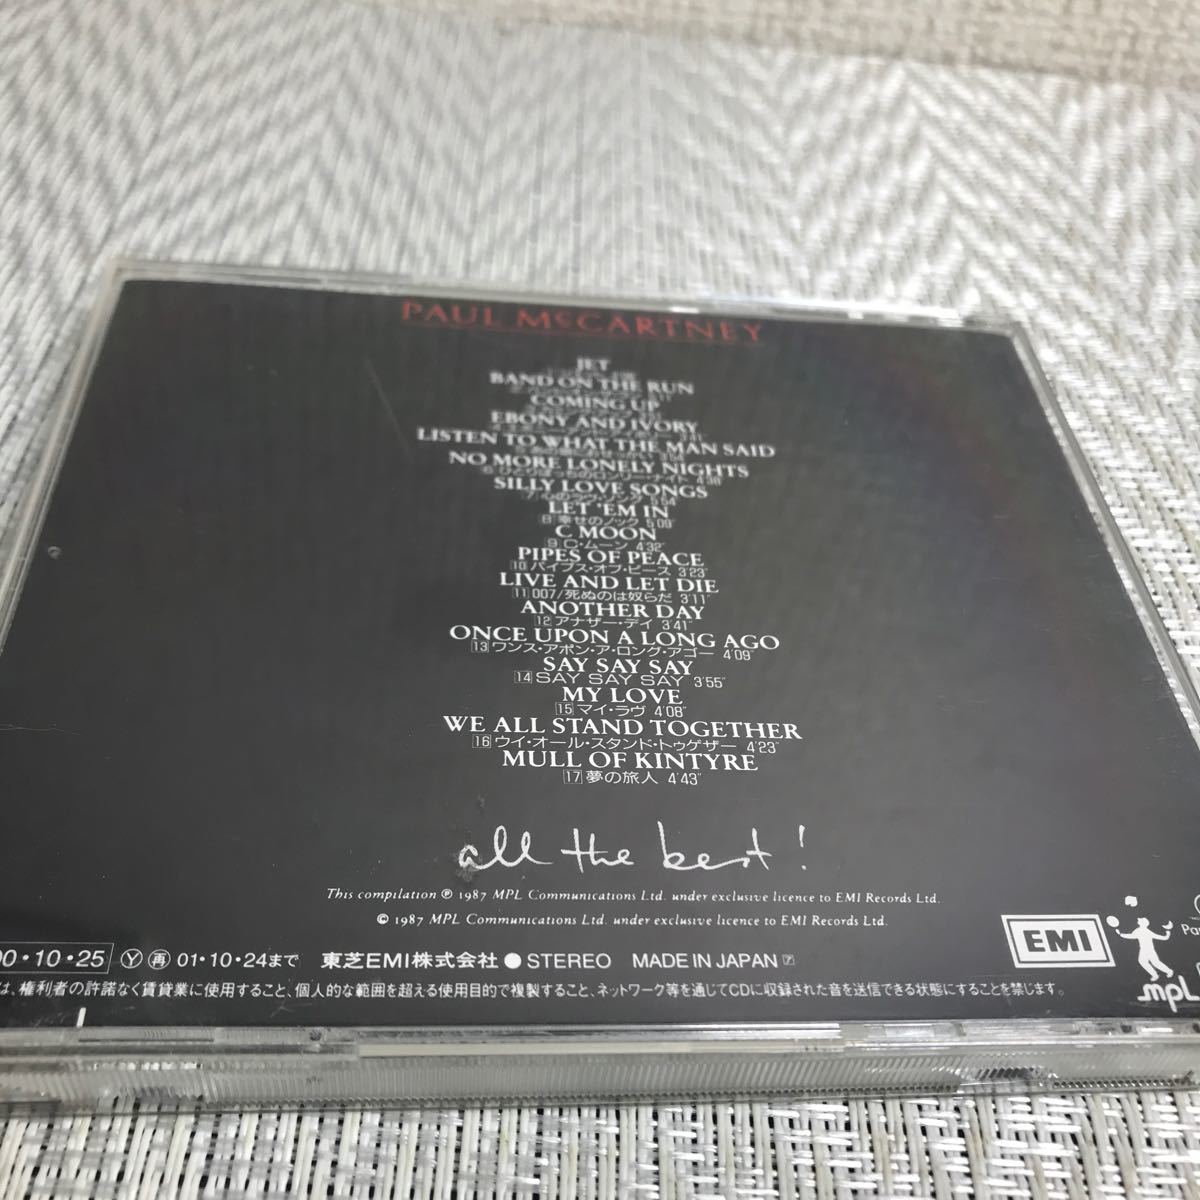 PAUL McCARTNEY
JET
BAND ON THE RUN
COMING UP
EBONY AND IVORY
LISTEN TO WHAT THE MAN SAID
NO MORE LONELY NIGHTS
4'38"
SILLY LOVE SONGS
LET 'EM IN
8 幸せのノック 5'09"
C MOON
9 C・ムーン 4'32"
PIPES OF PEACE
10 パイプス・オブ・ピース 3'23"
LIVE AND LET DIE
11 007/死ぬのは奴らだ 3'11"
ANOTHER DAY
12 アナザー・デイ 3'41"
ONCE UPON A LONG AGO
13 ワンス・アポン・ア・ロング・アゴー 4'09"
SAY SAY SAY
14 SAY SAY SAY 3'55"
MY LOVE
15 マイ・ラヴ 4'08"
WE ALL STAND TOGETHER
16 ウイ・オール・スタンド・トゥゲザー 4'23"
MULL OF KINTYRE
17 夢の旅人 4'43"
all the best!
This compilation ℗ 1987 MPL Communications Ltd. under exclusive licence to EMI Records Ltd.
© 1987 MPL Communications Ltd. under exclusive licence to EMI Records Ltd.
EMI
mpl
00・10・25 Ⓨ 再 01・10・24まで 東芝EMI株式会社 ● STEREO MADE IN JAPAN ア
は、権利者の許諾なく賃貸業に使用すること、個人的な範囲を超える使用目的で複製すること、ネットワーク等を通じてCDに収録された音を送信できる状態にすることを禁じます。